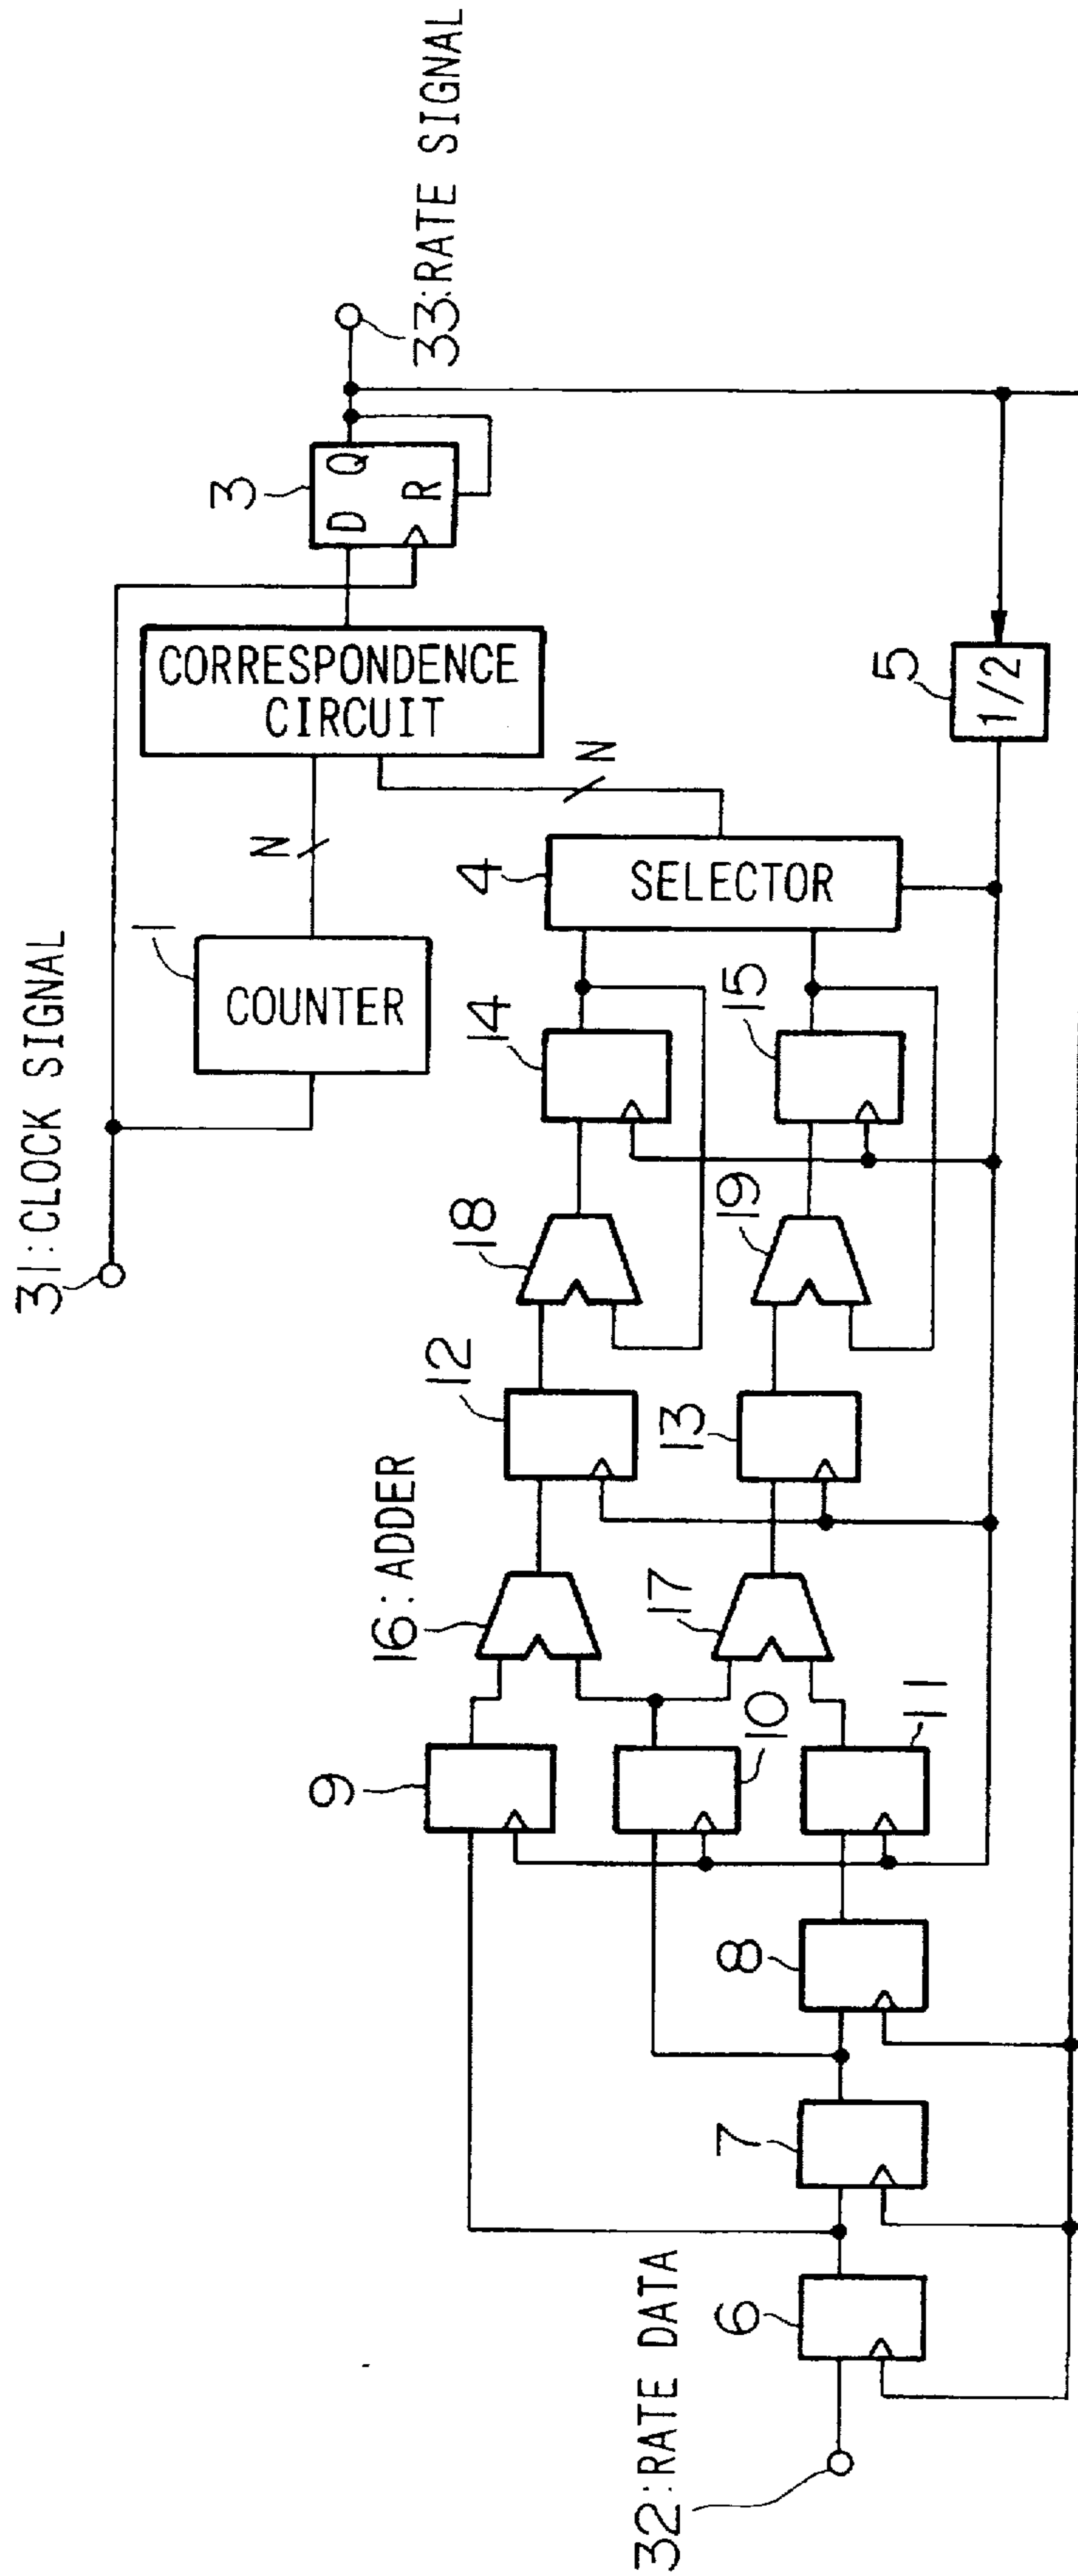 31:CLOCK SIGNAL
1
COUNTER
N
CORRESPONDENCE
CIRCUIT
3
D
Q
R
33:RATE SIGNAL
N
4
SELECTOR
5
1/2
14
15
18
19
12
13
16:ADDER
17
9
10
11
8
7
6
32:RATE DATA